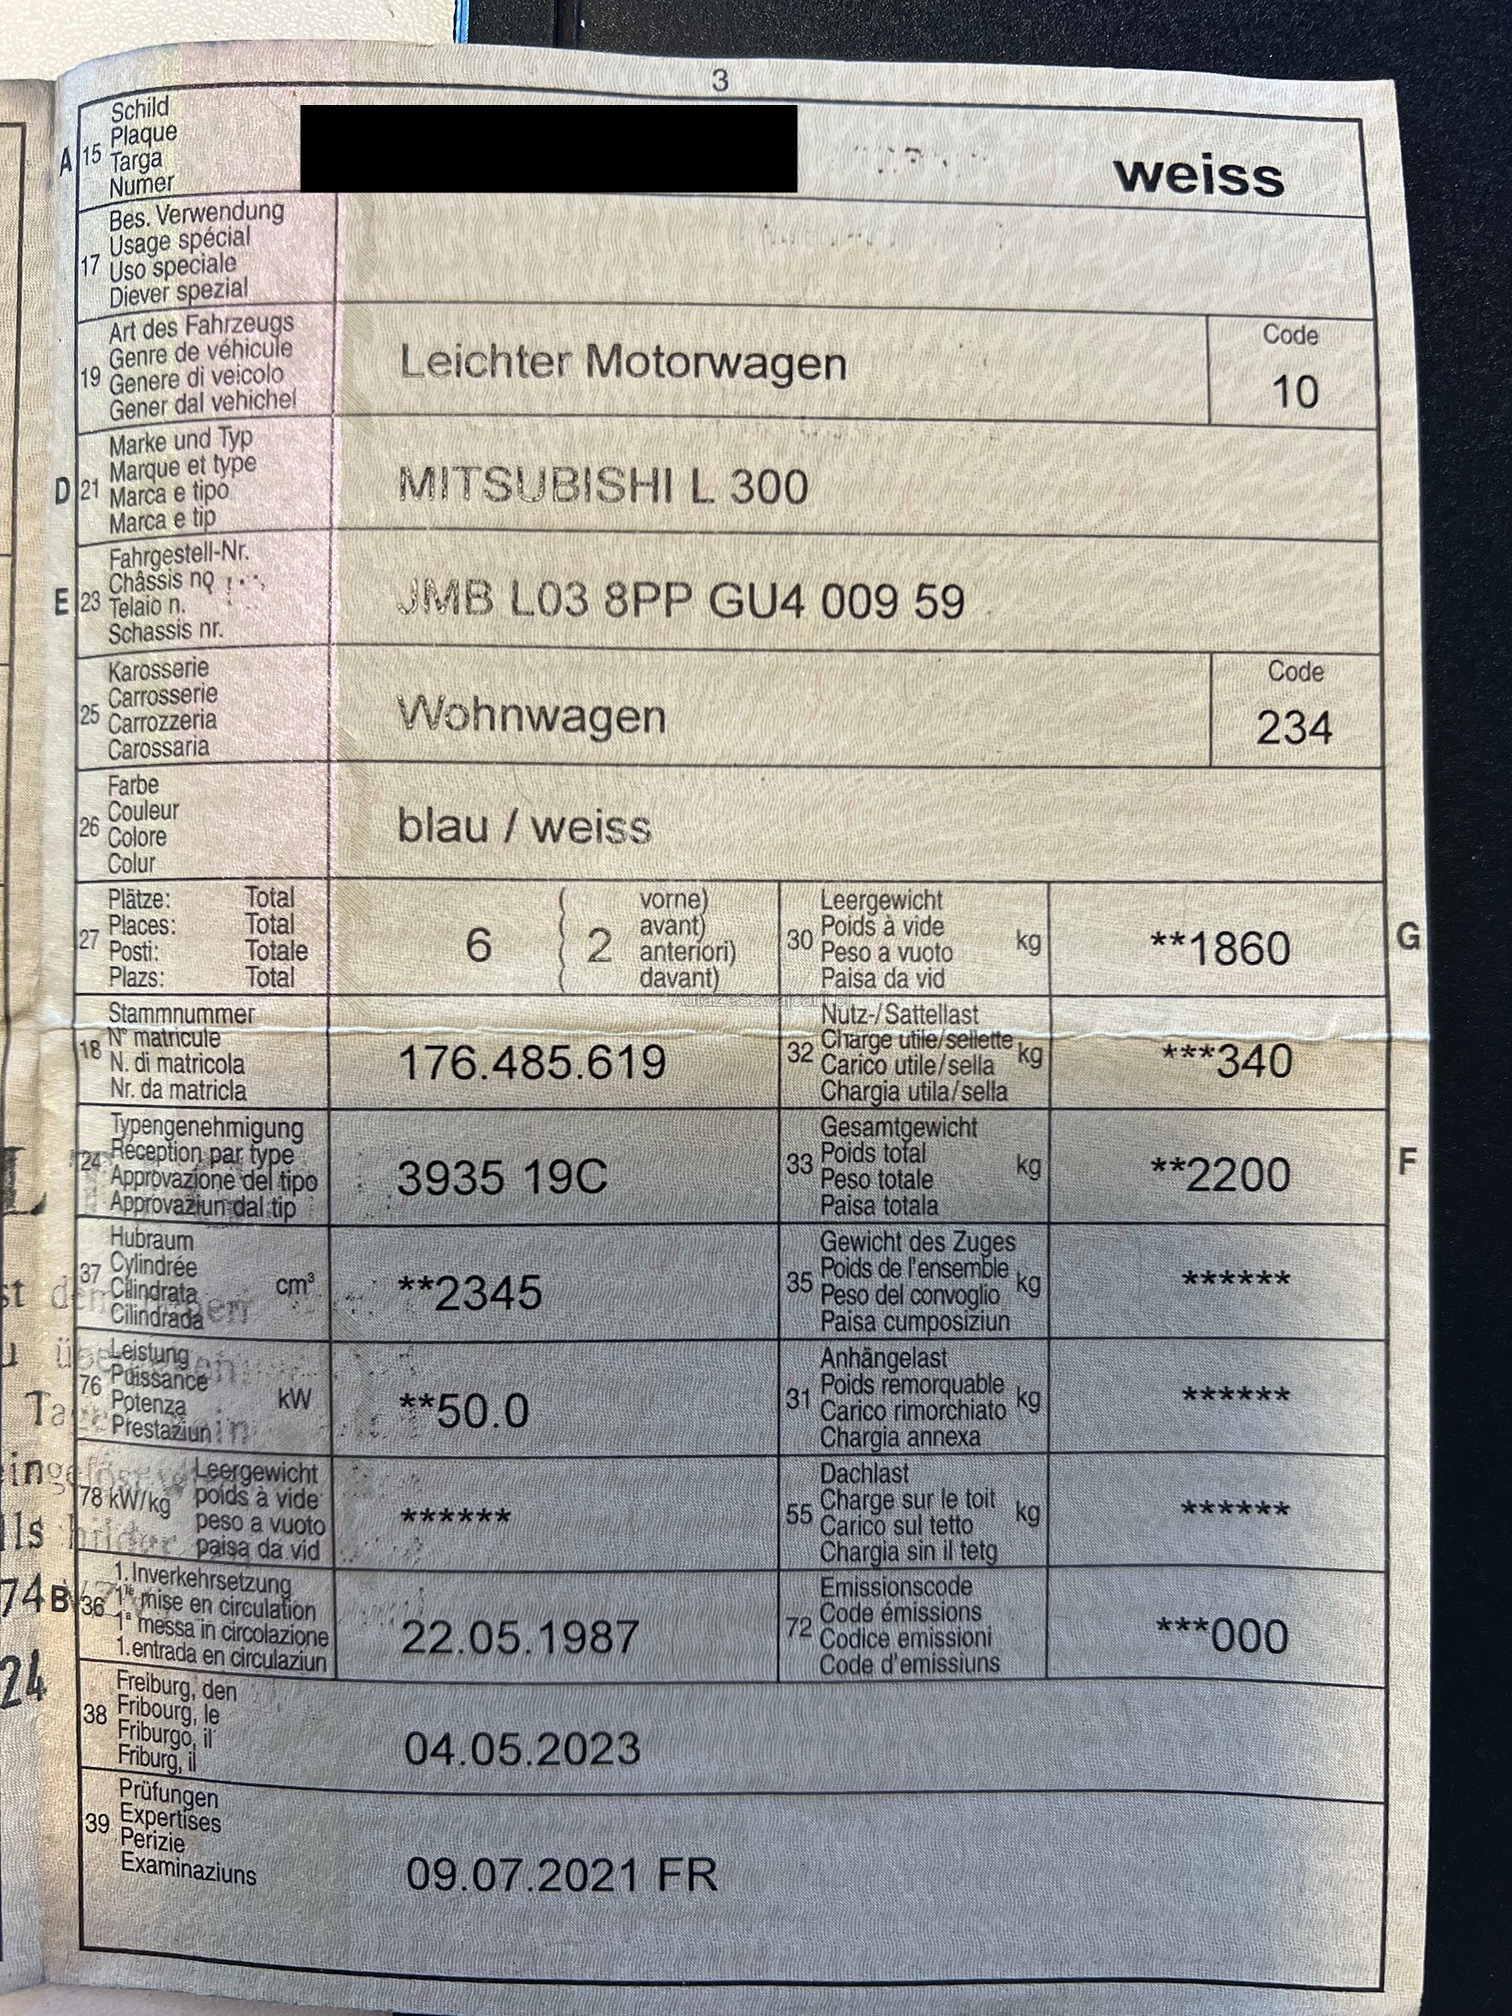 3
A 15 Schild
Plaque
Targa
Numer
weiss
17 Bes. Verwendung
Usage spécial
Uso speciale
Diever spezial
19 Art des Fahrzeugs
Genre de véhicule
Genere di veicolo
Gener dal vehichel
Leichter Motorwagen
Code
10
D 21 Marke und Typ
Marque et type
Marca e tipo
Marca e tip
MITSUBISHI L 300
E 23 Fahrgestell-Nr.
Châssis no
Telaio n.
Schassis nr.
JMB L03 8PP GU4 009 59
25 Karosserie
Carrosserie
Carrozzeria
Carossaria
Wohnwagen
Code
234
26 Farbe
Couleur
Colore
Colur
blau / weiss
27 Plätze: Total
Places: Total
Posti: Totale
Plazs: Total
6 ( 2 vorne)
avant)
anteriori)
davant)
30 Leergewicht
Poids à vide
Peso a vuoto
Paisa da vid
kg
**1860
G
AutazeSzwajcarii.pl
18 Stammnummer
N° matricule
N. di matricola
Nr. da matricla
176.485.619
32 Nutz-/Sattellast
Charge utile/sellette
Carico utile/sella
Chargia utila/sella
kg
***340
24 Typengenehmigung
Réception par type
Approvazione del tipo
Approvaziun dal tip
3935 19C
33 Gesamtgewicht
Poids total
Peso totale
Paisa totala
kg
**2200
F
37 Hubraum
Cylindrée
Cilindrata
Cilindrada
cm³
**2345
35 Gewicht des Zuges
Poids de l'ensemble
Peso del convoglio
Paisa cumposiziun
kg
******
76 Leistung
Puissance
Potenza
Prestaziun
kW
**50.0
31 Anhängelast
Poids remorquable
Carico rimorchiato
Chargia annexa
kg
******
78 kW/kg Leergewicht
poids à vide
peso a vuoto
paisa da vid
******
55 Dachlast
Charge sur le toit
Carico sul tetto
Chargia sin il tetg
kg
******
B 36 1. Inverkehrsetzung
1re mise en circulation
1a messa in circolazione
1. entrada en circulaziun
22.05.1987
72 Emissionscode
Code émissions
Codice emissioni
Code d'emissiuns
***000
38 Freiburg, den
Fribourg, le
Friburgo, il
Friburg, il
04.05.2023
39 Prüfungen
Expertises
Perizie
Examinaziuns
09.07.2021 FR
74
24